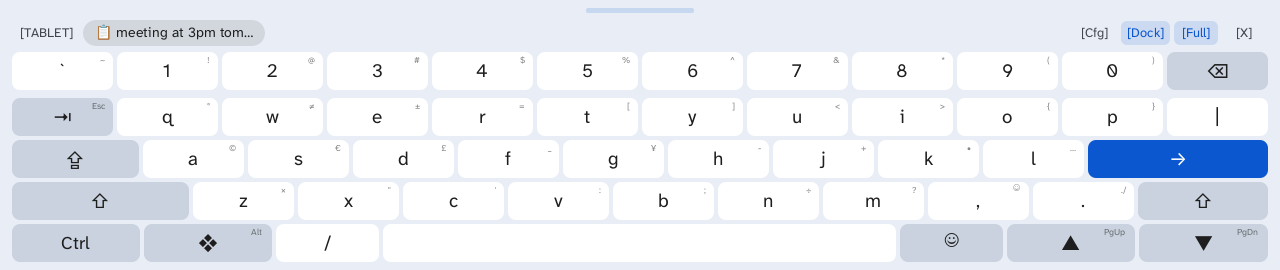 [TABLET] 📋 meeting at 3pm tom... [Cfg] [Dock] [Full] [X]
` ~ 1 ! 2 @ 3 # 4 $ 5 % 6 ^ 7 & 8 * 9 ( 0 )
Esc q ° w ≠ e ± r = t [ y ] u < i > o { p } |
a © s € d £ f _ g ¥ h - j + k • l —
z × x " c ' v : b ; n ÷ m ? , ☺ . ./
Ctrl Alt / ☺ ▲ PgUp ▼ PgDn